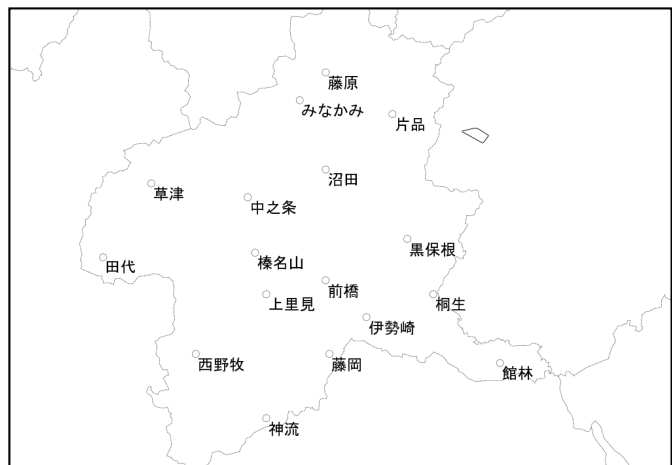 藤原
みなかみ
片品
沼田
草津
中之条
黒保根
榛名山
田代
前橋
上里見
桐生
伊勢崎
西野牧
藤岡
館林
神流